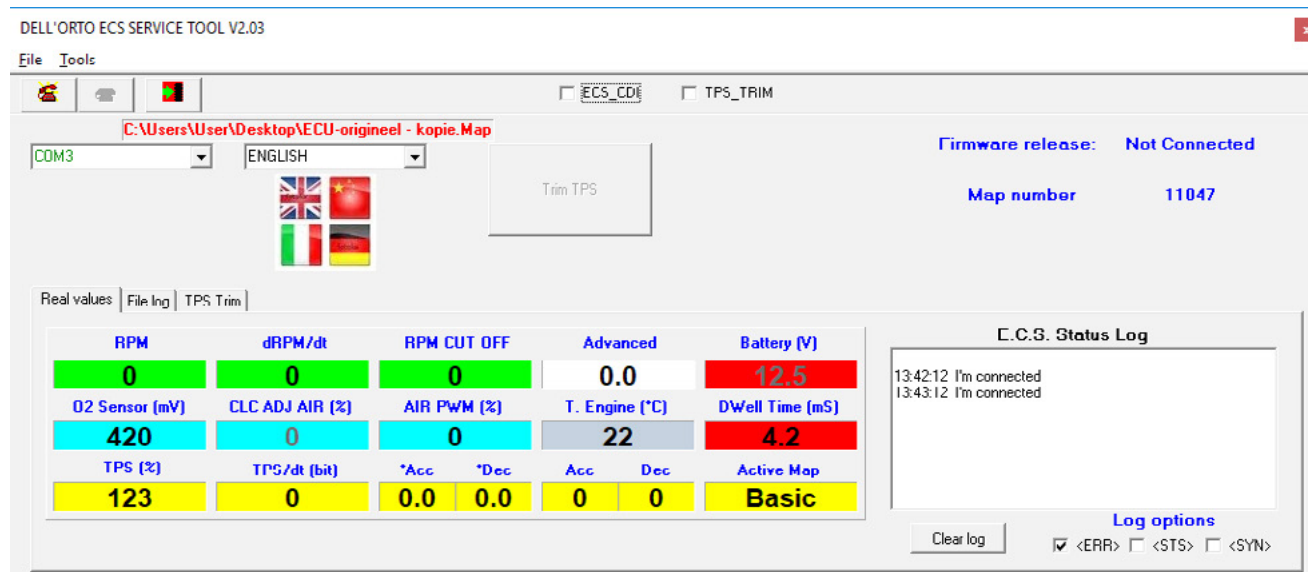 DELL'ORTO ECS SERVICE TOOL V2.03
File Tools
ECS_CDI TPS_TRIM
C:\Users\User\Desktop\ECU-origineel - kopie.Map
COM3 ENGLISH
Trim TPS
Firmware release: Not Connected
Map number 11047
Real values File log TPS Trim
RPM dRPM/dt RPM CUT OFF Advanced Battery (V)
0 0 0 0.0 12.5
O2 Sensor (mV) CLC ADJ AIR (%) AIR PWM (%) T. Engine (°C) DWell Time (mS)
420 0 0 22 4.2
TPS (%) TPS/dt (bit) °Acc °Dec Acc Dec Active Map
123 0 0.0 0.0 0 0 Basic
E.C.S. Status Log
13:42:12 I'm connected
13:43:12 I'm connected
Log options
Clear log <ERR> <STS> <SYN>